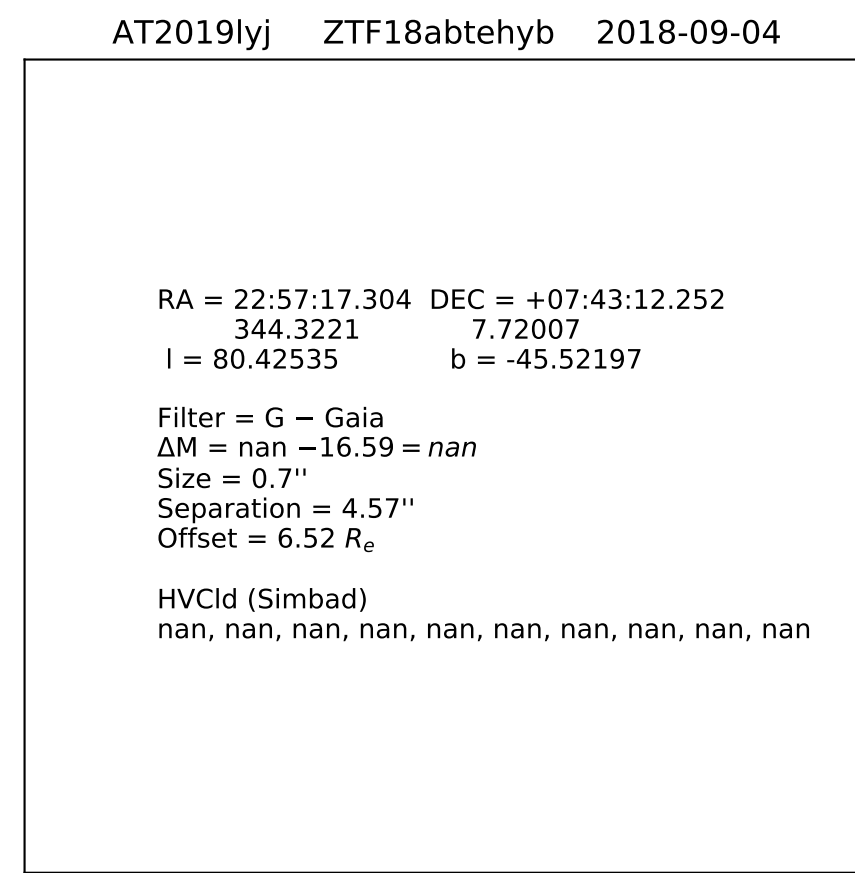 AT2019lyj ZTF18abtehyb 2018-09-04
RA = 22:57:17.304 DEC = +07:43:12.252
344.3221 7.72007
l = 80.42535 b = -45.52197
Filter = G − Gaia
ΔM = nan −16.59 = nan
Size = 0.7''
Separation = 4.57''
Offset = 6.52 Re
HVCld (Simbad)
nan, nan, nan, nan, nan, nan, nan, nan, nan, nan